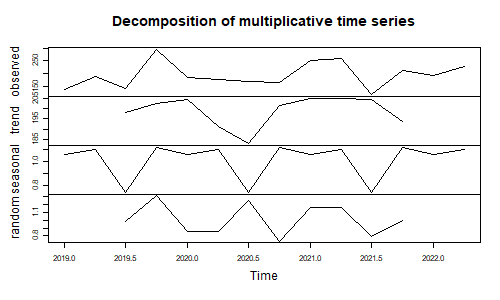 Decomposition of multiplicative time series
observed
250
150
trend
205
195
185
seasonal
1.0
0.8
random
1.1
0.8
2019.0 2019.5 2020.0 2020.5 2021.0 2021.5 2022.0
Time